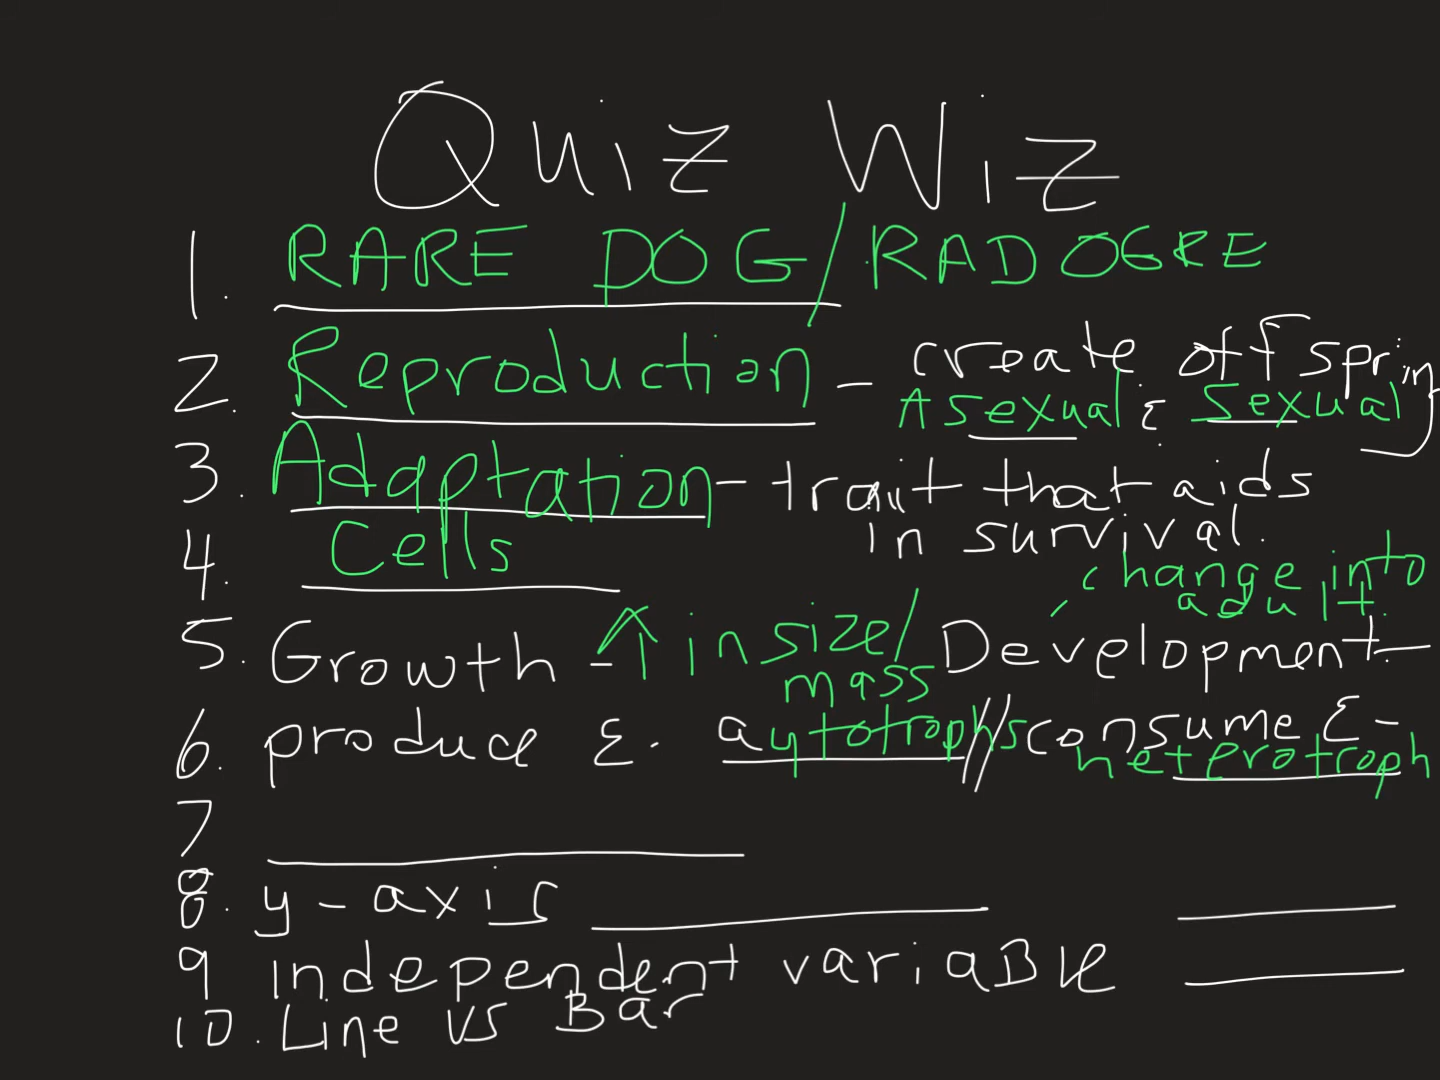 Quiz Wiz
1. RARE DOG/RADOGRE
2. Reproduction - create offspring
Asexual & Sexual
3. Adaptation - trait that aids
in survival.
4. Cells
change into
adult.
5. Growth - ↑ in size/ Development -
mass
6. produce & autotrophs//consume & -
heterotroph
7
8. y-axis
9 independent variaBle
10. Line vs Bar